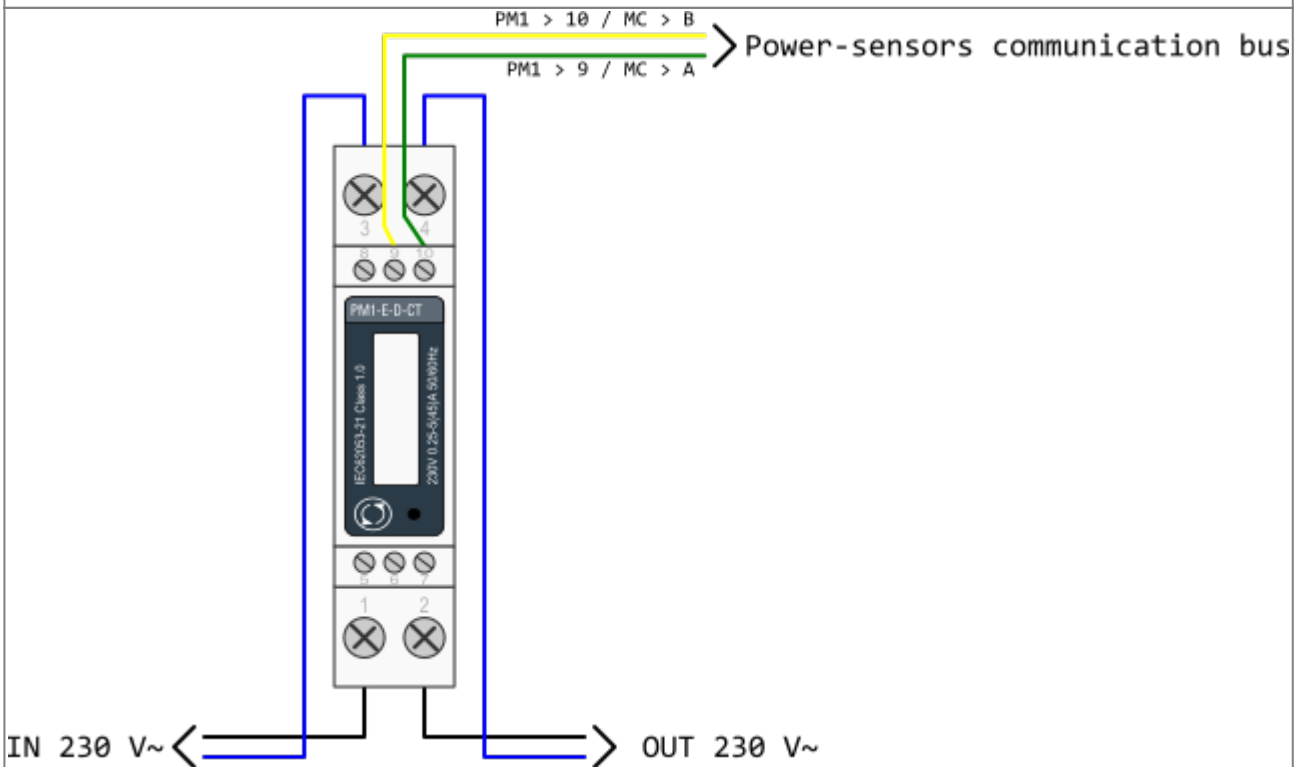 PM1 > 10 / MC > B
Power-sensors communication bus
PM1 > 9 / MC > A
3 4
8 9 10
PM1-E-D-CT
IEC62053-21 Class 1.0
230V 0.25-5(45)A 50/60Hz
5 6 7
1 2
IN 230 V~
OUT 230 V~